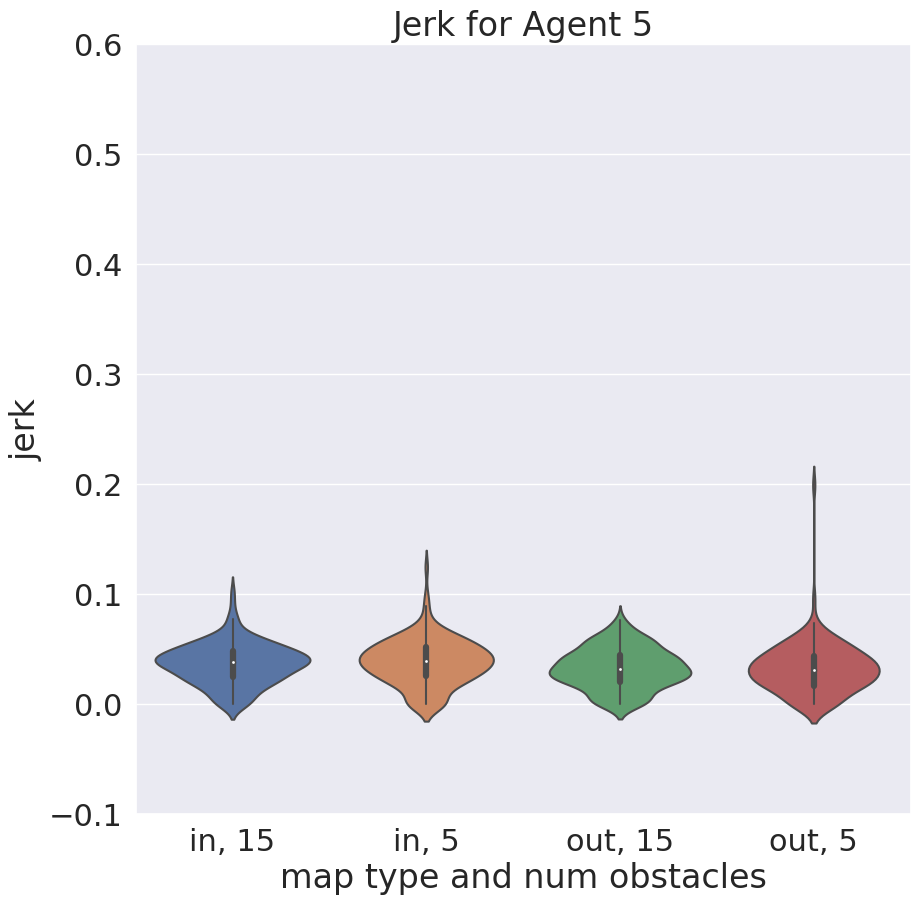 Jerk for Agent 5
0.6
0.5
0.4
0.3
0.2
0.1
0.0
−0.1
jerk
in, 15
in, 5
out, 15
out, 5
map type and num obstacles